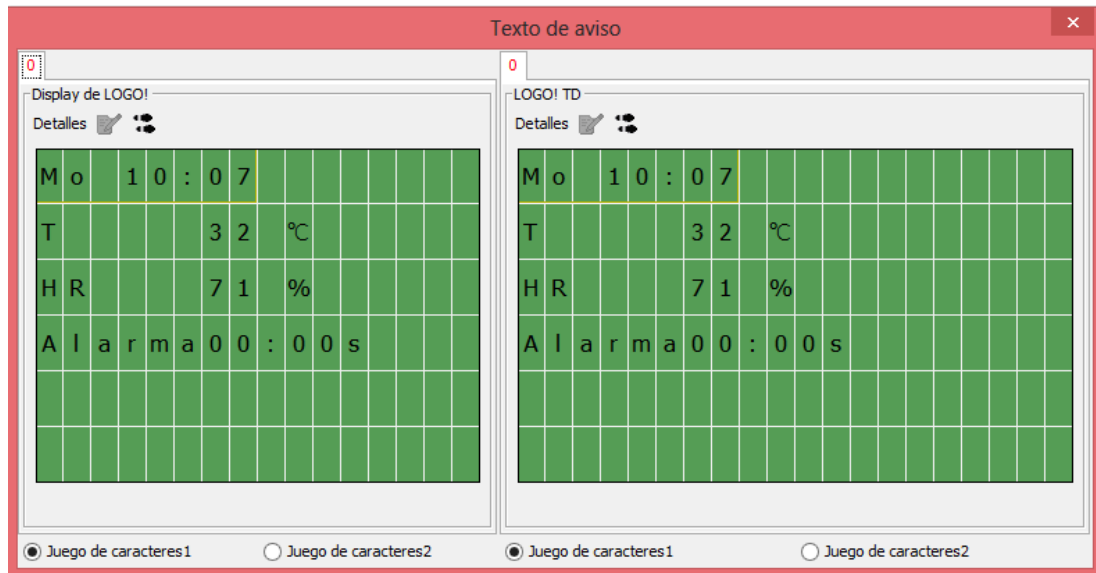 Texto de aviso
0
Display de LOGO!
Detalles
Mo 10:07
T 32 °C
HR 71 %
Alarma00:00s
Juego de caracteres1 Juego de caracteres2
0
LOGO! TD
Detalles
Mo 10:07
T 32 °C
HR 71 %
Alarma00:00s
Juego de caracteres1 Juego de caracteres2